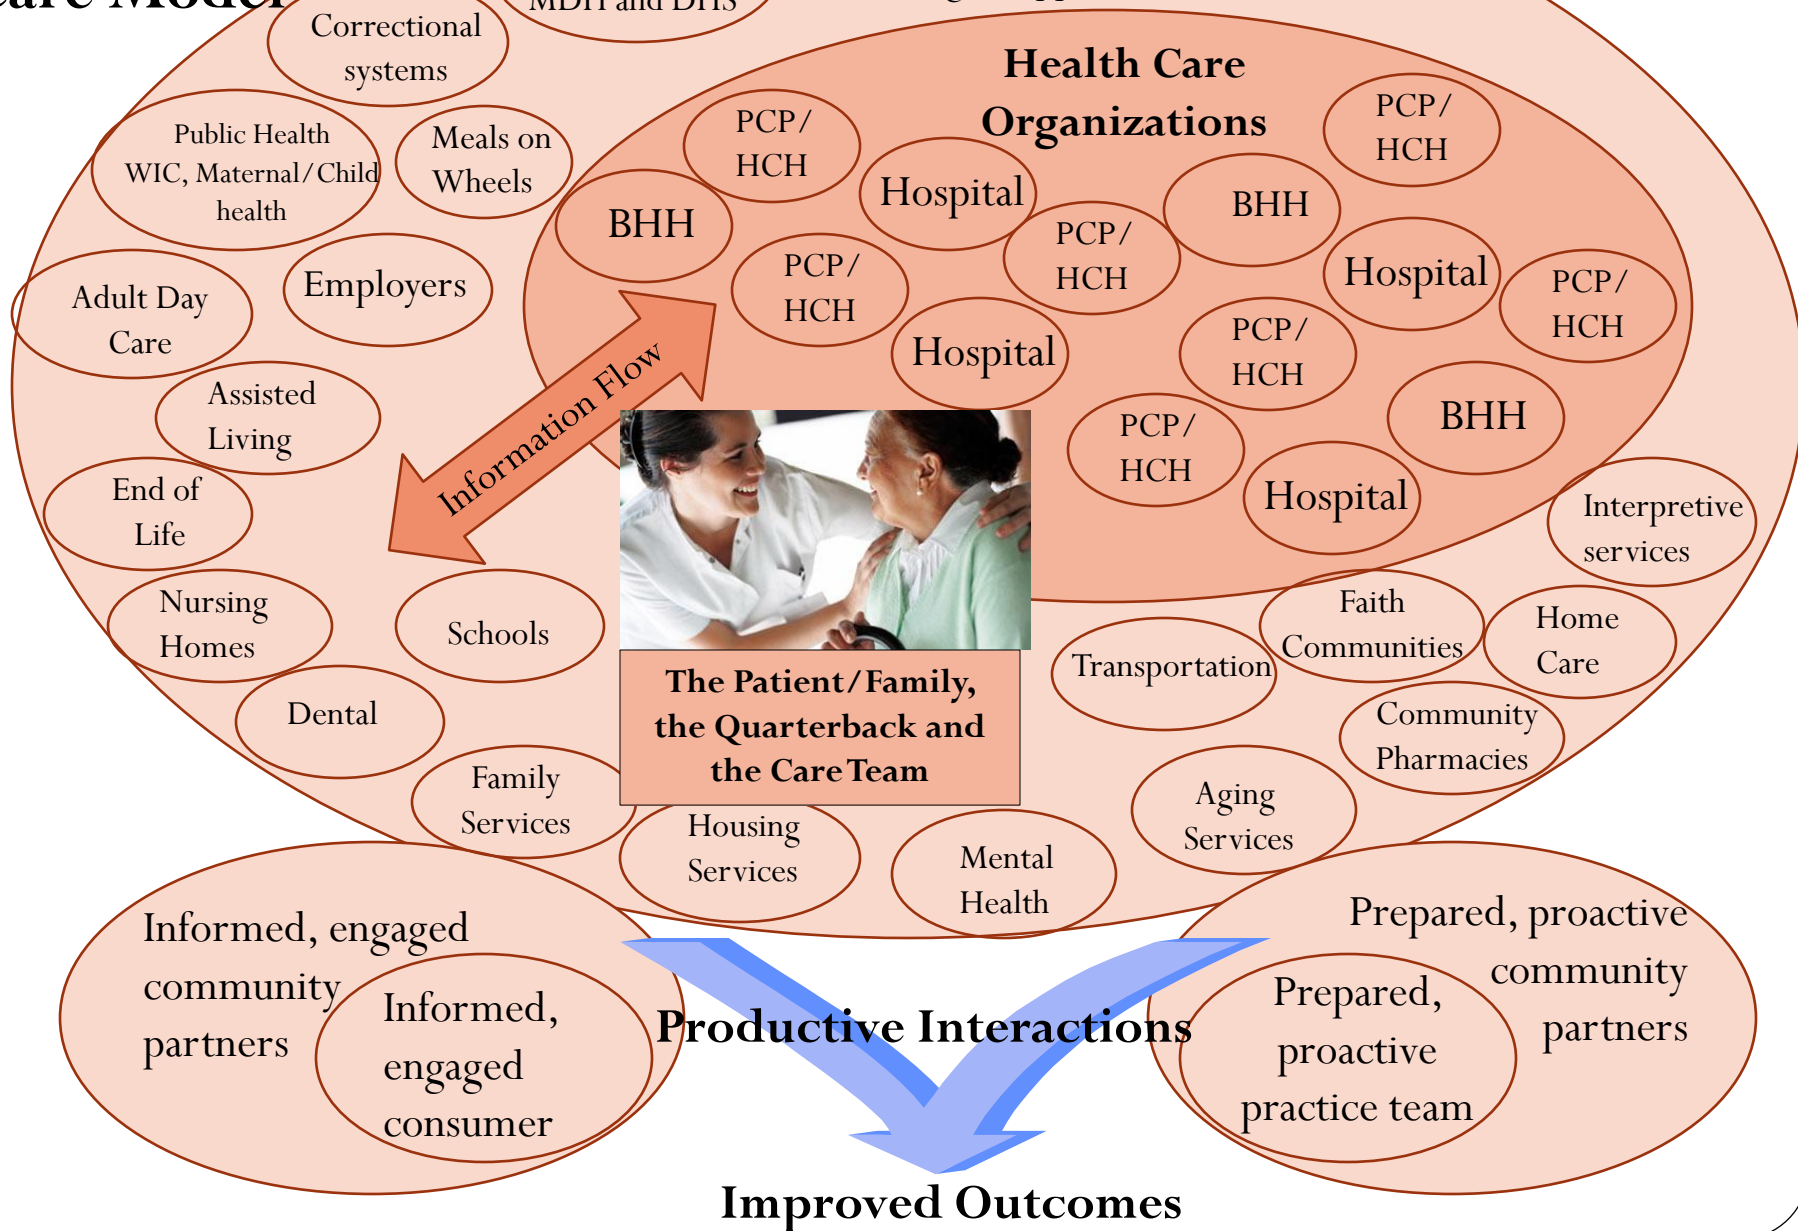 Care Model
MDH and DHS
Correctional
systems
Health Care
Organizations
Public Health
WIC, Maternal/Child
health
Meals on
Wheels
PCP/
HCH
PCP/
HCH
Hospital
BHH
BHH
PCP/
HCH
PCP/
HCH
Hospital
PCP/
HCH
Adult Day
Care
Employers
Hospital
PCP/
HCH
Information Flow
Assisted
Living
PCP/
HCH
BHH
End of
Life
Hospital
Interpretive
services
Nursing
Homes
Schools
Faith
Communities
Home
Care
Transportation
The Patient/Family,
the Quarterback and
the Care Team
Dental
Community
Pharmacies
Family
Services
Housing
Services
Mental
Health
Aging
Services
Informed, engaged
community
partners
Informed,
engaged
consumer
Productive Interactions
Prepared, proactive
community
partners
Prepared,
proactive
practice team
Improved Outcomes